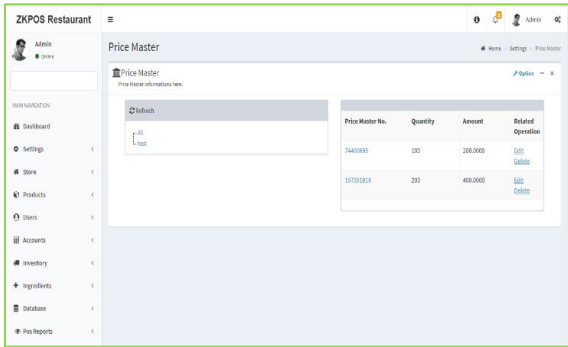 ZKPOS Restaurant
Admin
Admin
Online
Price Master
Home > Settings > Price Master
Price Master
Price Master informations here.
Option
MAIN NAVIGATION
Dashboard
Settings
Store
Products
Users
Accounts
Inventory
Ingredients
Database
Pos Reports
Refresh
All
test
Price Master No. Quantity Amount Related Operation
100 200.0000 Edit
Delete
200 400.0000 Edit
Delete